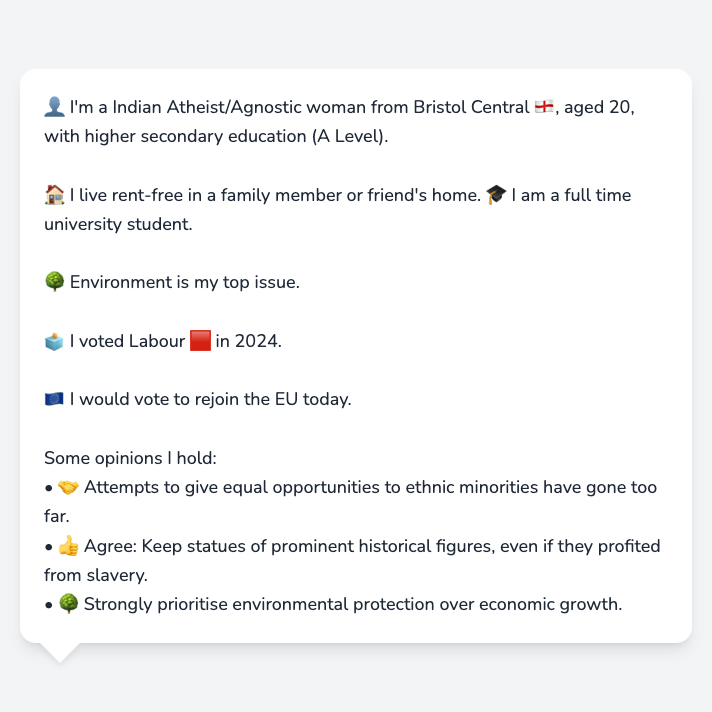 👤 I'm a Indian Atheist/Agnostic woman from Bristol Central 🏴󠁧󠁢󠁥󠁮󠁧󠁿, aged 20,
with higher secondary education (A Level).
🏠 I live rent-free in a family member or friend's home. 🎓 I am a full time
university student.
🌳 Environment is my top issue.
🗳️ I voted Labour 🟥 in 2024.
🇪🇺 I would vote to rejoin the EU today.
Some opinions I hold:
• 🤝 Attempts to give equal opportunities to ethnic minorities have gone too
far.
• 👍 Agree: Keep statues of prominent historical figures, even if they profited
from slavery.
• 🌳 Strongly prioritise environmental protection over economic growth.